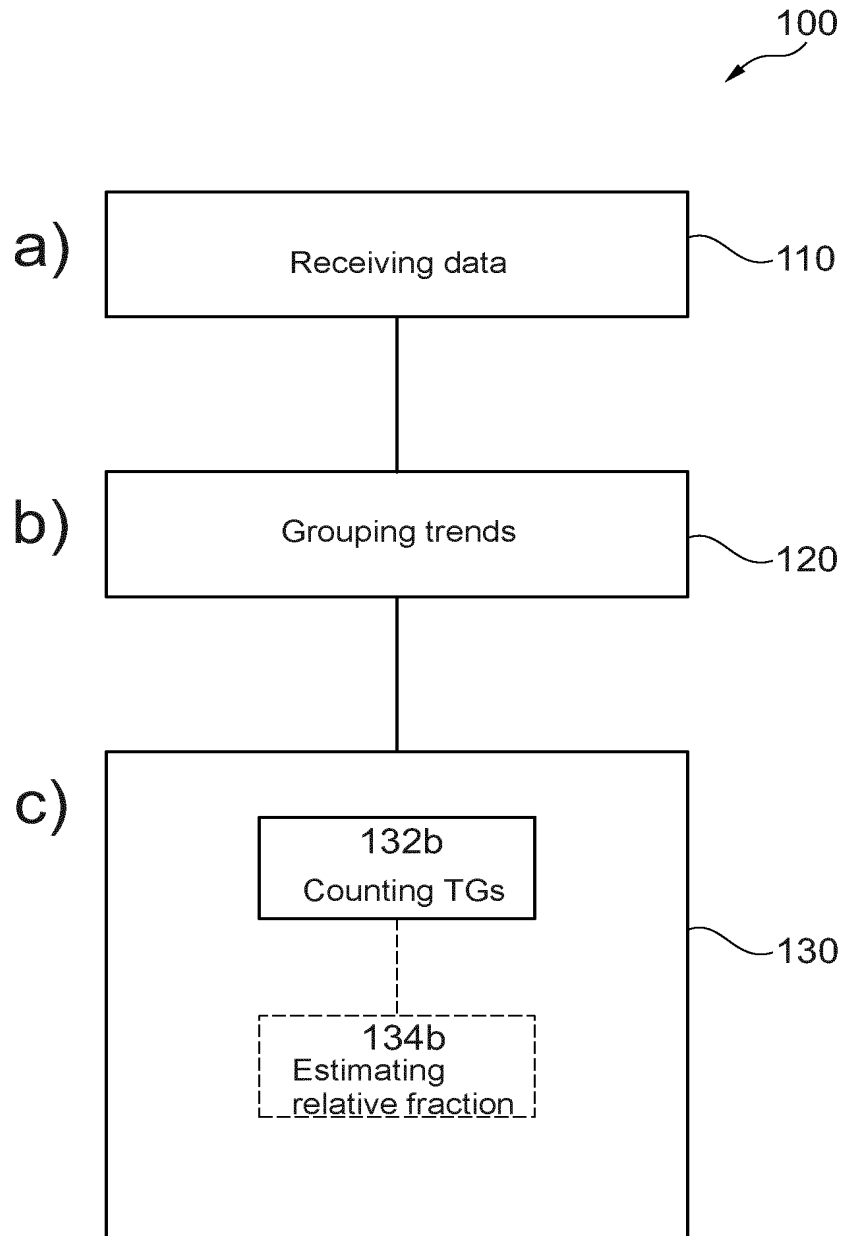 100
a)
Receiving data
110
b)
Grouping trends
120
c)
132b
Counting TGs
130
134b
Estimating
relative fraction